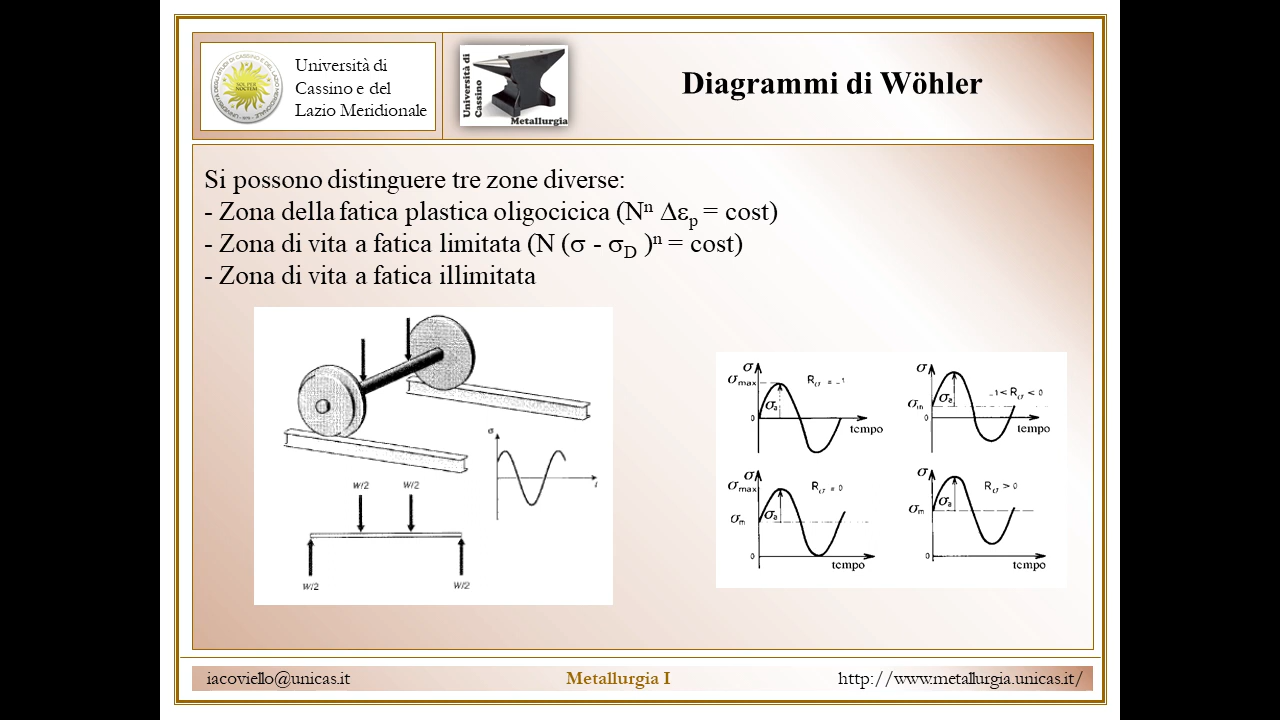 Università di
Cassino e del
Lazio Meridionale
Università di
Cassino
Metallurgia
Diagrammi di Wöhler
Si possono distinguere tre zone diverse:
- Zona della fatica plastica oligocicica (Nⁿ Δεₚ = cost)
- Zona di vita a fatica limitata (N (σ - σ_D )ⁿ = cost)
- Zona di vita a fatica illimitata
σ
t
W/2 W/2
W/2 W/2
σ
σmax
Rσ = -1
σa
0
tempo
σ
σm
-1 < Rσ < 0
σa
0
tempo
σ
σmax
Rσ = 0
σa
σm
0
tempo
σ
Rσ > 0
σa
σm
0
tempo
iacoviello@unicas.it
Metallurgia I
http://www.metallurgia.unicas.it/